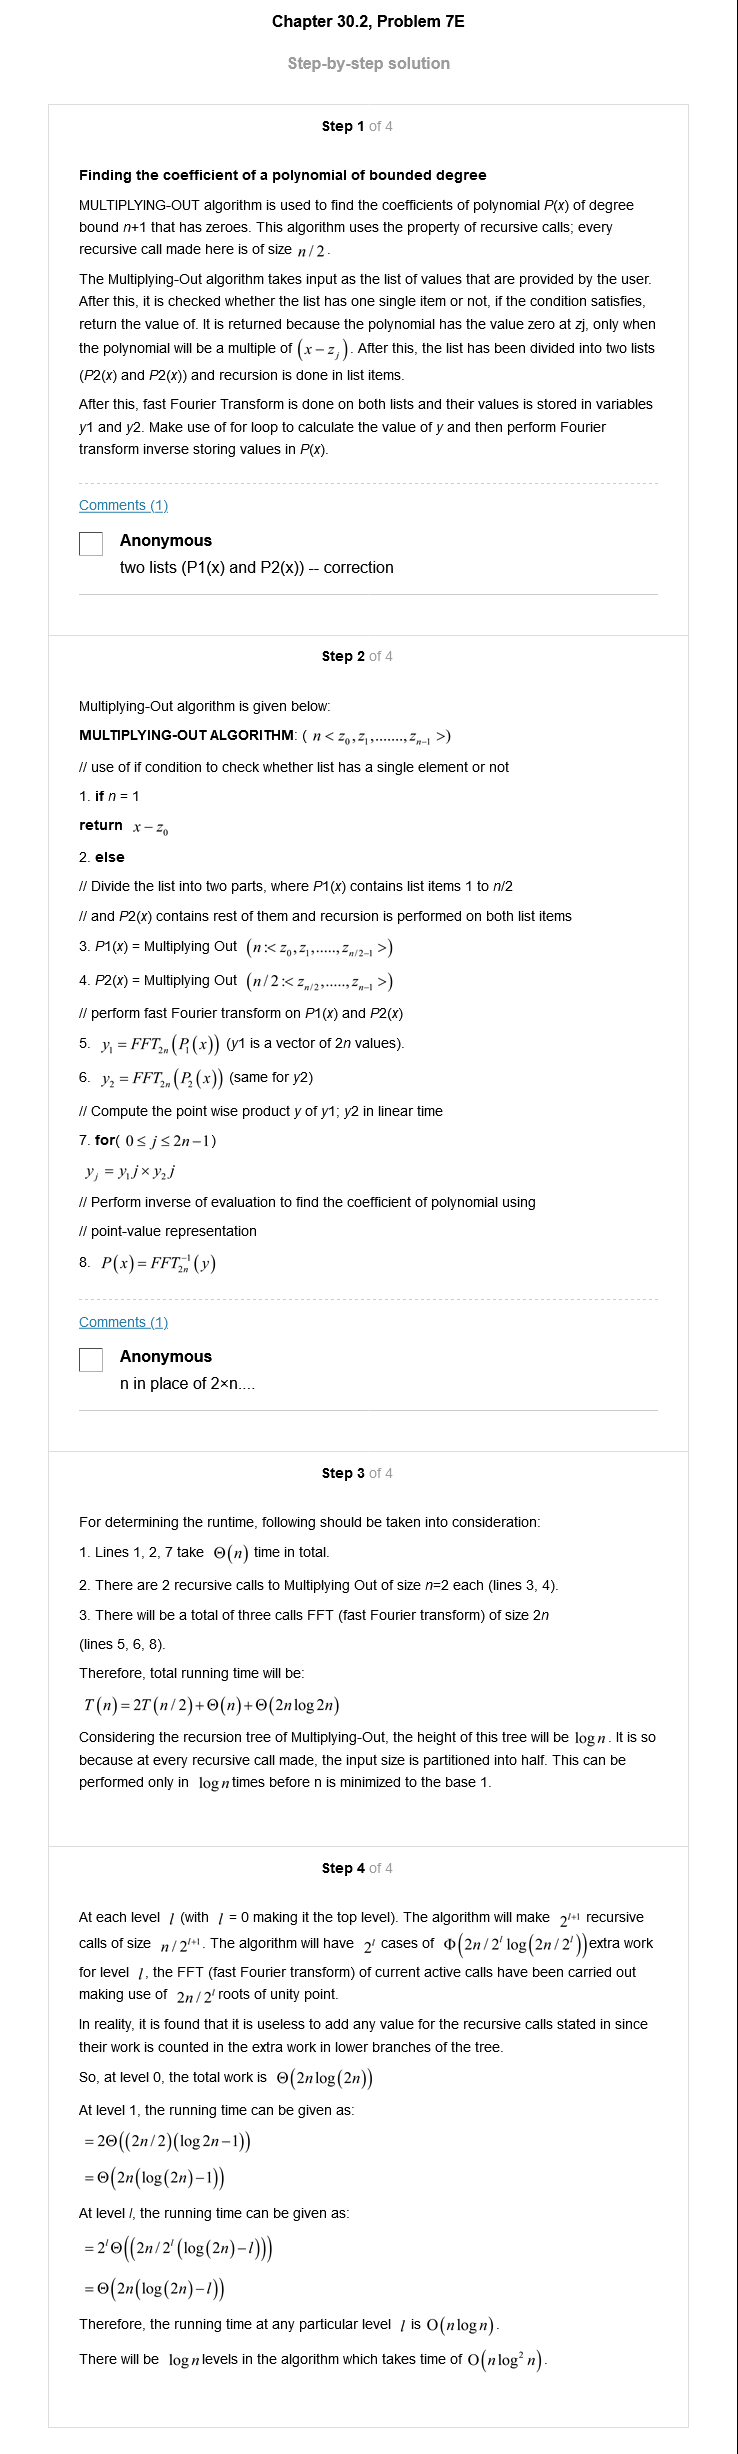 Chapter 30.2, Problem 7E
Step-by-step solution
Step 1 of 4
Finding the coefficient of a polynomial of bounded degree
MULTIPLYING-OUT algorithm is used to find the coefficients of polynomial P(x) of degree
bound n+1 that has zeroes. This algorithm uses the property of recursive calls; every
recursive call made here is of size n/2.
The Multiplying-Out algorithm takes input as the list of values that are provided by the user.
After this, it is checked whether the list has one single item or not, if the condition satisfies,
return the value of. It is returned because the polynomial has the value zero at zj, only when
the polynomial will be a multiple of (x − z_j). After this, the list has been divided into two lists
(P2(x) and P2(x)) and recursion is done in list items.
After this, fast Fourier Transform is done on both lists and their values is stored in variables
y1 and y2. Make use of for loop to calculate the value of y and then perform Fourier
transform inverse storing values in P(x).
Comments (1)
Anonymous
two lists (P1(x) and P2(x)) -- correction
Step 2 of 4
Multiplying-Out algorithm is given below:
MULTIPLYING-OUT ALGORITHM: ( n < z_0, z_1, ........, z_{n−1} >)
// use of if condition to check whether list has a single element or not
1. if n = 1
return x − z_0
2. else
// Divide the list into two parts, where P1(x) contains list items 1 to n/2
// and P2(x) contains rest of them and recursion is performed on both list items
3. P1(x) = Multiplying Out (n :< z_0, z_1, ....., z_{n/2−1} >)
4. P2(x) = Multiplying Out (n/2 :< z_{n/2}, ....., z_{n−1} >)
// perform fast Fourier transform on P1(x) and P2(x)
5. y_1 = FFT_{2n}(P_1(x)) (y1 is a vector of 2n values).
6. y_2 = FFT_{2n}(P_2(x)) (same for y2)
// Compute the point wise product y of y1; y2 in linear time
7. for( 0 ≤ j ≤ 2n−1)
y_j = y_1 j × y_2 j
// Perform inverse of evaluation to find the coefficient of polynomial using
// point-value representation
8. P(x) = FFT_{2n}^{−1}(y)
Comments (1)
Anonymous
n in place of 2×n....
Step 3 of 4
For determining the runtime, following should be taken into consideration:
1. Lines 1, 2, 7 take Θ(n) time in total.
2. There are 2 recursive calls to Multiplying Out of size n=2 each (lines 3, 4).
3. There will be a total of three calls FFT (fast Fourier transform) of size 2n
(lines 5, 6, 8).
Therefore, total running time will be:
T(n) = 2T(n/2) + Θ(n) + Θ(2n log 2n)
Considering the recursion tree of Multiplying-Out, the height of this tree will be log n. It is so
because at every recursive call made, the input size is partitioned into half. This can be
performed only in log n times before n is minimized to the base 1.
Step 4 of 4
At each level l (with l = 0 making it the top level). The algorithm will make 2^{l+1} recursive
calls of size n/2^{l+1}. The algorithm will have 2^l cases of Φ(2n/2^l log(2n/2^l)) extra work
for level l, the FFT (fast Fourier transform) of current active calls have been carried out
making use of 2n/2^l roots of unity point.
In reality, it is found that it is useless to add any value for the recursive calls stated in since
their work is counted in the extra work in lower branches of the tree.
So, at level 0, the total work is Θ(2n log(2n))
At level 1, the running time can be given as:
= 2Θ((2n/2)(log 2n − 1))
= Θ(2n(log(2n) − 1))
At level l, the running time can be given as:
= 2^l Θ((2n/2^l (log(2n) − l)))
= Θ(2n(log(2n) − l))
Therefore, the running time at any particular level l is O(n log n).
There will be log n levels in the algorithm which takes time of O(n log² n).